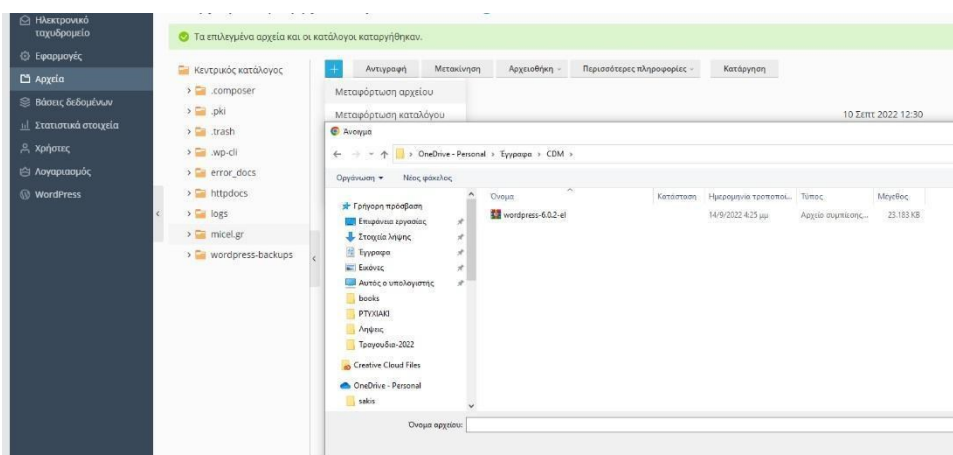 Ηλεκτρονικό
ταχυδρομείο
Εφαρμογές
Αρχεία
Βάσεις δεδομένων
Στατιστικά στοιχεία
Χρήστες
Λογαριασμός
WordPress
Τα επιλεγμένα αρχεία και οι κατάλογοι καταργήθηκαν.
Κεντρικός κατάλογος
.composer
.pki
.trash
.wp-cli
error_docs
httpdocs
logs
micel.gr
wordpress-backups
+ Αντιγραφή Μετακίνηση Αρχειοθήκη Περισσότερες πληροφορίες Κατάργηση
Μεταφόρτωση αρχείου
Μεταφόρτωση καταλόγου
10 Σεπτ 2022 12:30
Άνοιγμα
> OneDrive - Personal > Έγγραφα > CDM >
Οργάνωση Νέος φάκελος
Όνομα Κατάσταση Ημερομηνία τροποποί... Τύπος Μέγεθος
wordpress-6.0.2-el 14/9/2022 4:25 μμ Αρχείο συμπίεσης... 23.183 KB
Γρήγορη πρόσβαση
Επιφάνεια εργασίας
Στοιχεία λήψης
Έγγραφα
Εικόνες
Αυτός ο υπολογιστής
books
PTYXIAKI
Λήψεις
Τραγουδια-2022
Creative Cloud Files
OneDrive - Personal
sakis
Όνομα αρχείου: